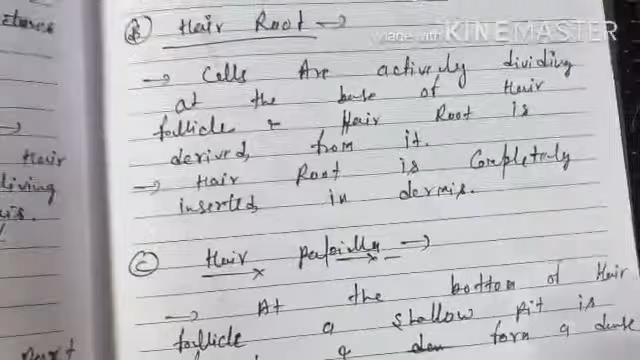 Made with KINEMASTER
Hair Root →
→ Cells Are actively dividing
at the base of Hair
follicle & Hair Root is
derived from it.
→ Hair Root is Completely
inserted in dermis.
© Hair →
→ At the bottom of Hair
follicle a shallow pit is
& form a dense
Hair
living